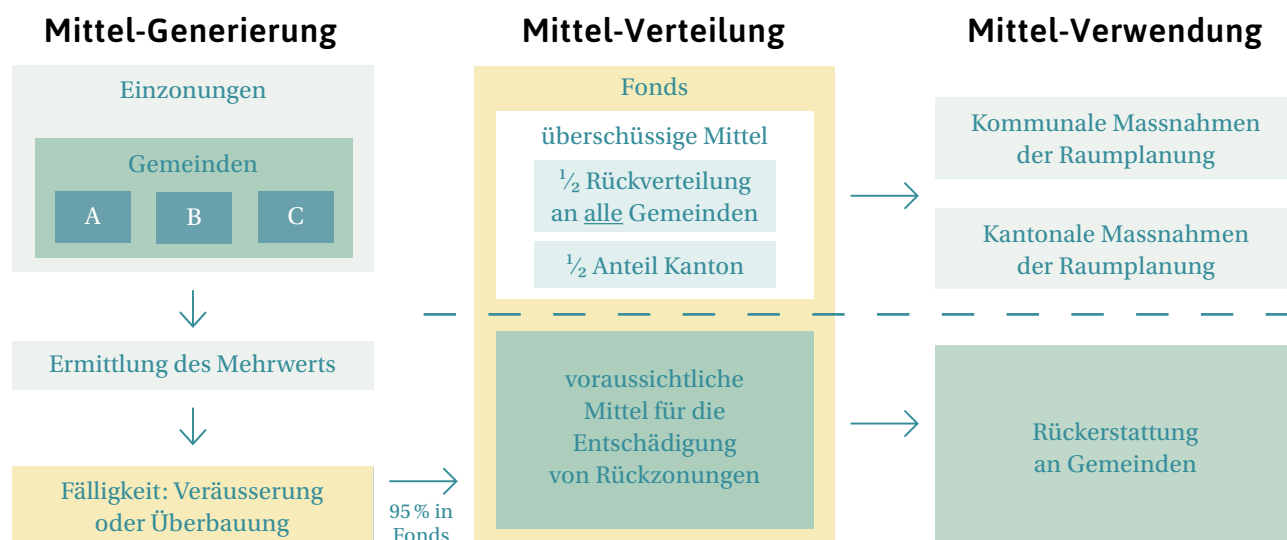 Mittel-Generierung
Einzonungen
Gemeinden
A
B
C
Ermittlung des Mehrwerts
Fälligkeit: Veräusserung
oder Überbauung
95 % in
Fonds
Mittel-Verteilung
Fonds
überschüssige Mittel
½ Rückverteilung
an alle Gemeinden
½ Anteil Kanton
voraussichtliche
Mittel für die
Entschädigung
von Rückzonungen
Mittel-Verwendung
Kommunale Massnahmen
der Raumplanung
Kantonale Massnahmen
der Raumplanung
Rückerstattung
an Gemeinden